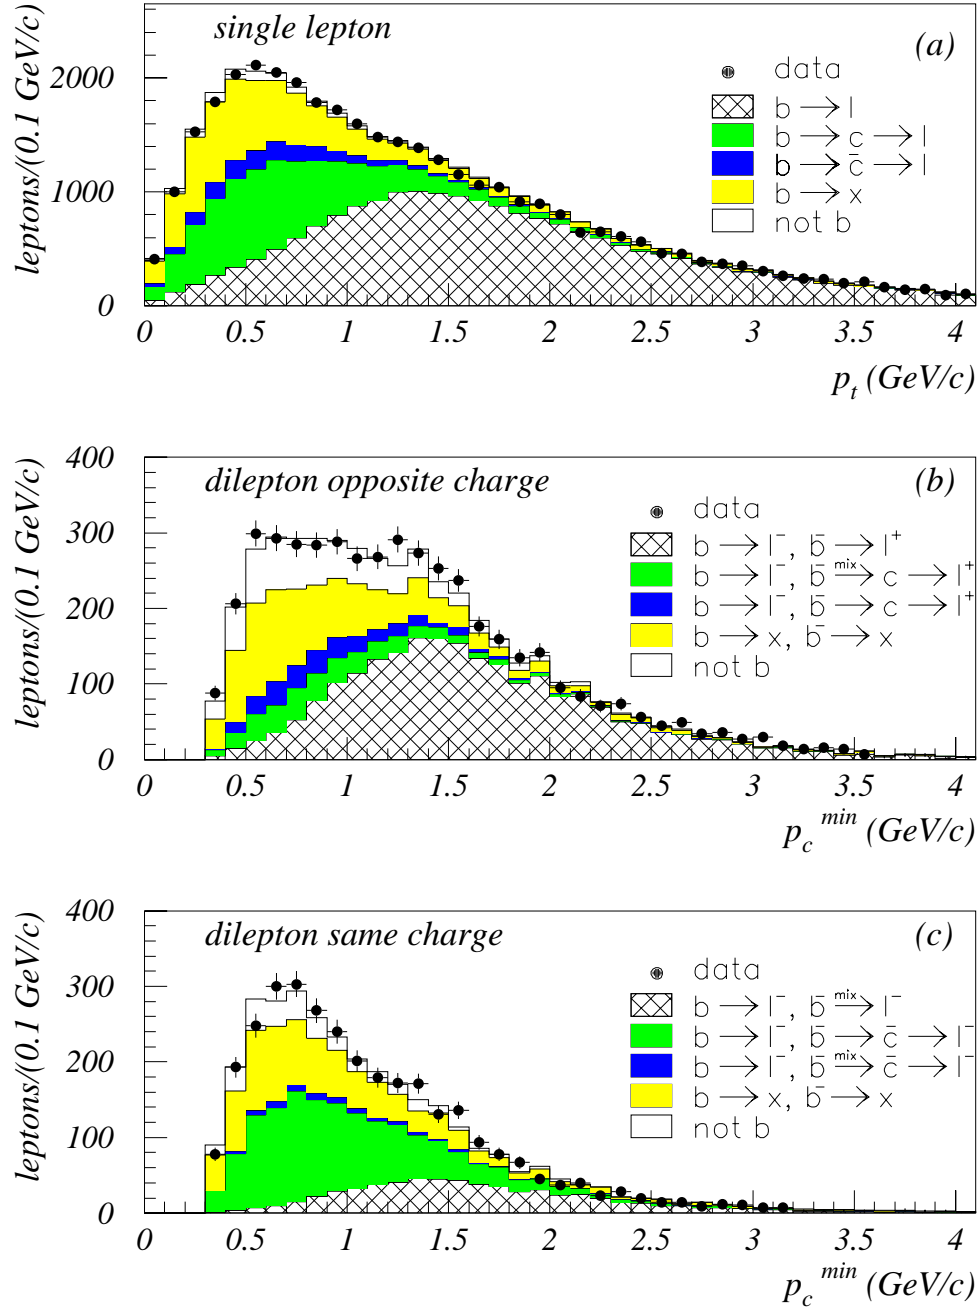 single lepton
(a)
leptons/(0.1 GeV/c)
2000
1000
0
data
b → l
b → c → l
b → c̄ → l
b → x
not b
0 0.5 1 1.5 2 2.5 3 3.5 4
p_t (GeV/c)
dilepton opposite charge
(b)
leptons/(0.1 GeV/c)
400
300
200
100
0
data
b → l⁻, b̄ → l⁺
b → l⁻, b̄ mix→ c → l⁺
b → l⁻, b̄ → c → l⁺
b → x, b̄ → x
not b
0 0.5 1 1.5 2 2.5 3 3.5 4
p_c^min (GeV/c)
dilepton same charge
(c)
leptons/(0.1 GeV/c)
400
300
200
100
0
data
b → l⁻, b̄ mix→ l⁻
b → l⁻, b̄ → c̄ → l⁻
b → l⁻, b̄ mix→ c̄ → l⁻
b → x, b̄ → x
not b
0 0.5 1 1.5 2 2.5 3 3.5 4
p_c^min (GeV/c)